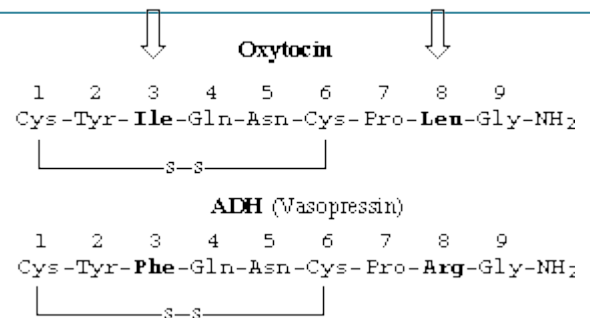 Oxytocin
1 2 3 4 5 6 7 8 9
Cys-Tyr-Ile-Gln-Asn-Cys-Pro-Leu-Gly-NH₂
S-S
ADH (Vasopressin)
1 2 3 4 5 6 7 8 9
Cys-Tyr-Phe-Gln-Asn-Cys-Pro-Arg-Gly-NH₂
S-S